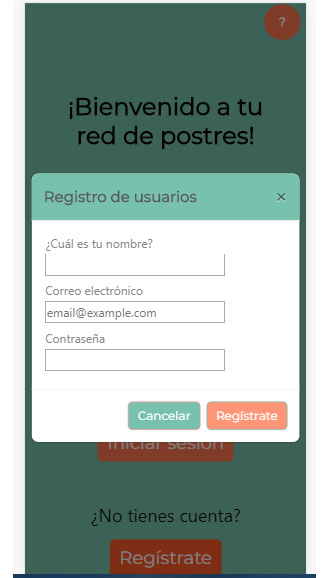 ?
¡Bienvenido a tu
red de postres!
Registro de usuarios
×
¿Cuál es tu nombre?
Correo electrónico
email@example.com
Contraseña
Cancelar Regístrate
Iniciar sesión
¿No tienes cuenta?
Regístrate